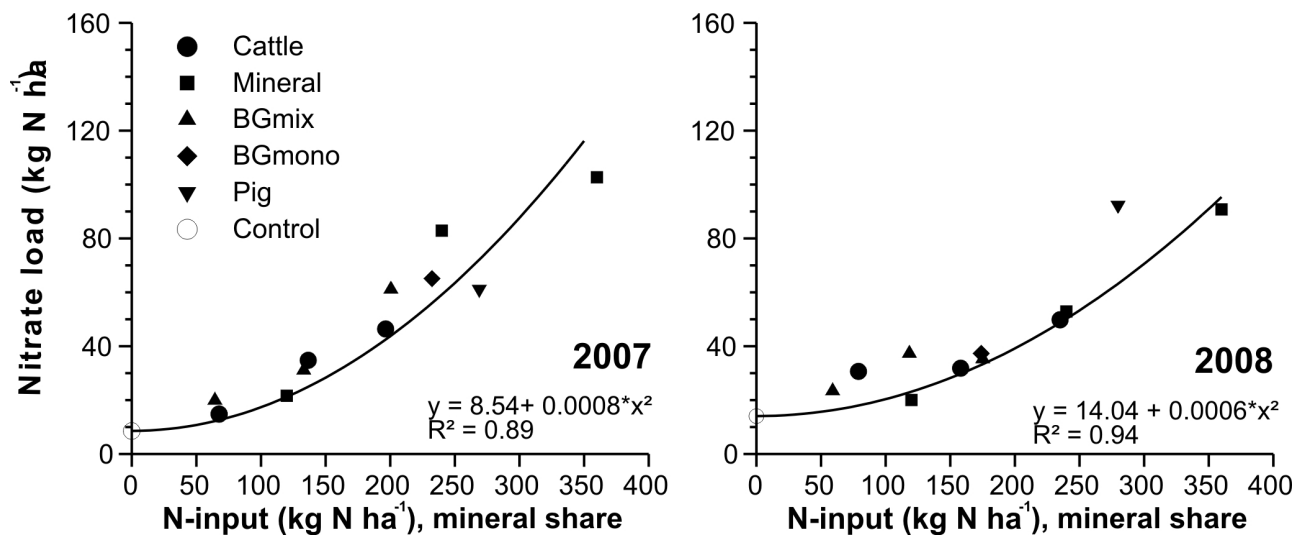 Nitrate load (kg N ha⁻¹)
160
120
80
40
0
Cattle
Mineral
BGmix
BGmono
Pig
Control
2007
y = 8.54+ 0.0008*x²
R² = 0.89
0 50 100 150 200 250 300 350 400
N-input (kg N ha⁻¹), mineral share
160
120
80
40
0
2008
y = 14.04 + 0.0006*x²
R² = 0.94
0 50 100 150 200 250 300 350 400
N-input (kg N ha⁻¹), mineral share